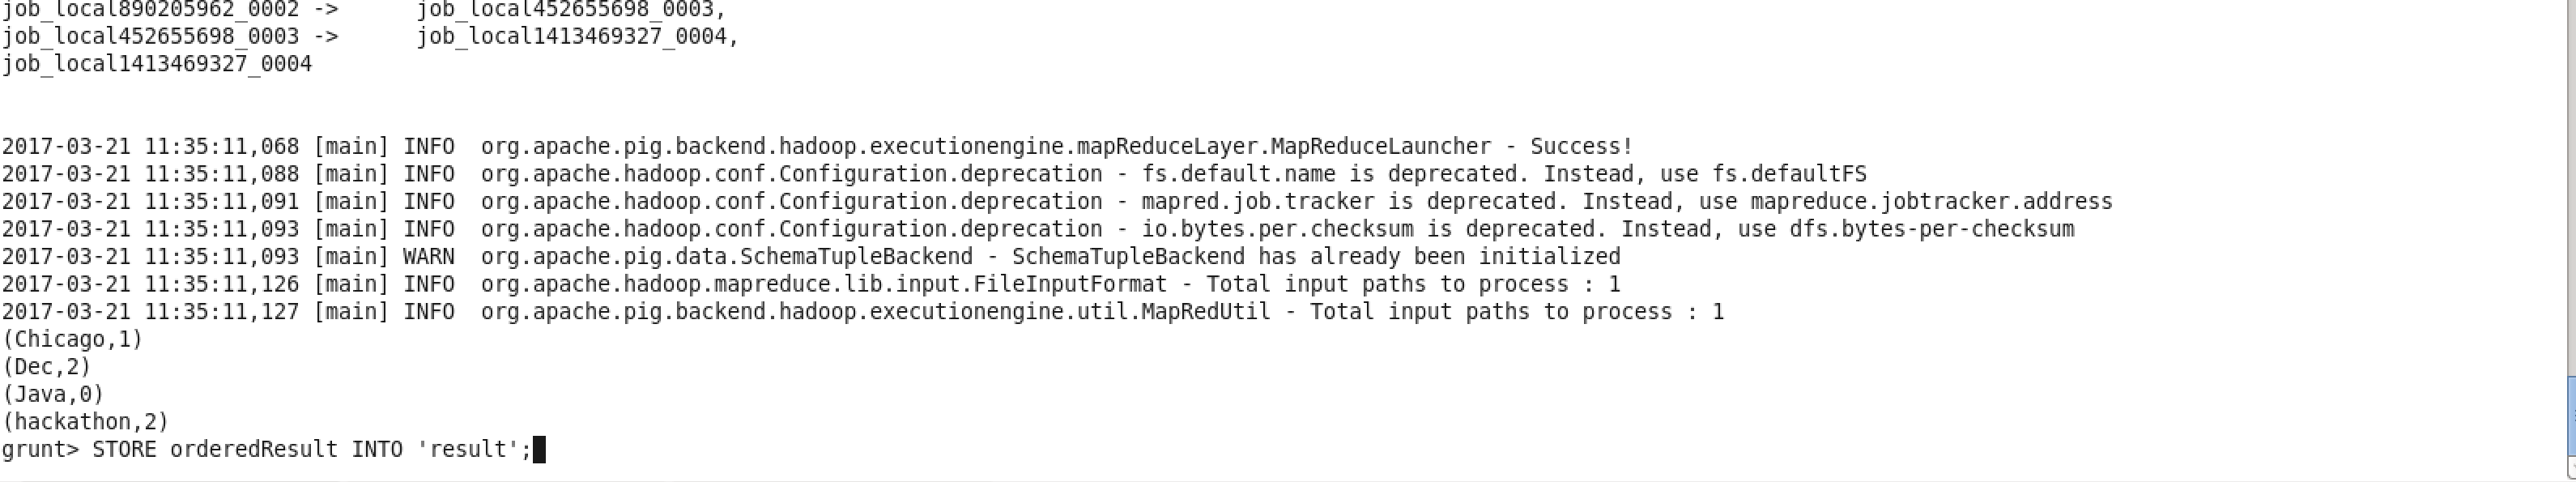 job_local890205962_0002 ->      job_local452655698_0003,
job_local452655698_0003 ->      job_local1413469327_0004,
job_local1413469327_0004
2017-03-21 11:35:11,068 [main] INFO  org.apache.pig.backend.hadoop.executionengine.mapReduceLayer.MapReduceLauncher - Success!
2017-03-21 11:35:11,088 [main] INFO  org.apache.hadoop.conf.Configuration.deprecation - fs.default.name is deprecated. Instead, use fs.defaultFS
2017-03-21 11:35:11,091 [main] INFO  org.apache.hadoop.conf.Configuration.deprecation - mapred.job.tracker is deprecated. Instead, use mapreduce.jobtracker.address
2017-03-21 11:35:11,093 [main] INFO  org.apache.hadoop.conf.Configuration.deprecation - io.bytes.per.checksum is deprecated. Instead, use dfs.bytes-per-checksum
2017-03-21 11:35:11,093 [main] WARN  org.apache.pig.data.SchemaTupleBackend - SchemaTupleBackend has already been initialized
2017-03-21 11:35:11,126 [main] INFO  org.apache.hadoop.mapreduce.lib.input.FileInputFormat - Total input paths to process : 1
2017-03-21 11:35:11,127 [main] INFO  org.apache.pig.backend.hadoop.executionengine.util.MapRedUtil - Total input paths to process : 1
(Chicago,1)
(Dec,2)
(Java,0)
(hackathon,2)
grunt> STORE orderedResult INTO 'result';